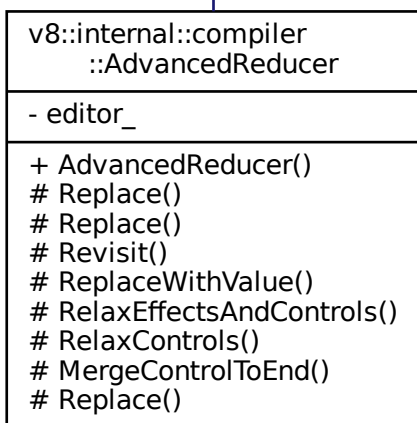 v8::internal::compiler
::AdvancedReducer
- editor_
+ AdvancedReducer()
# Replace()
# Replace()
# Revisit()
# ReplaceWithValue()
# RelaxEffectsAndControls()
# RelaxControls()
# MergeControlToEnd()
# Replace()